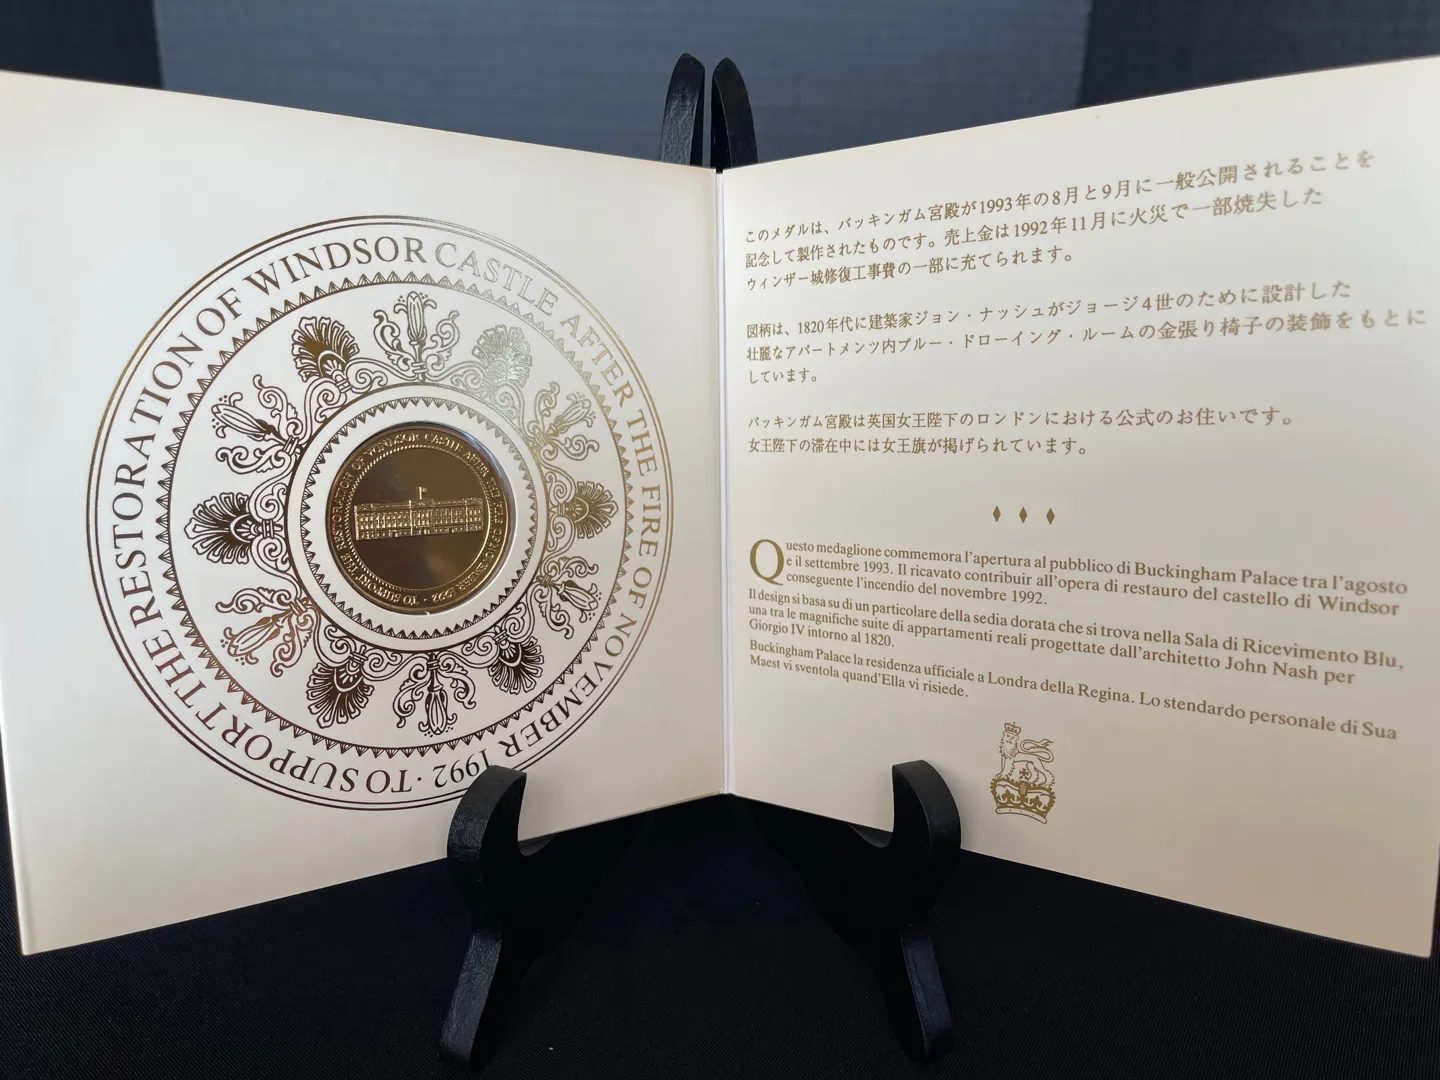 TO SUPPORT THE RESTORATION OF WINDSOR CASTLE AFTER THE FIRE OF NOVEMBER 1992 ·
TO SUPPORT THE RESTORATION OF WINDSOR CASTLE AFTER THE FIRE OF NOVEMBER 1992 ·
このメダルは、バッキンガム宮殿が1993年の8月と9月に一般公開されることを
記念して製作されたものです。売上金は1992年11月に火災で一部焼失した
ウィンザー城修復工事費の一部に充てられます。
図柄は、1820年代に建築家ジョン・ナッシュがジョージ4世のために設計した
壮麗なアパートメンツ内ブルー・ドローイング・ルームの金張り椅子の装飾をもとに
しています。
バッキンガム宮殿は英国女王陛下のロンドンにおける公式のお住いです。
女王陛下の滞在中には女王旗が掲げられています。
Questo medaglione commemora l'apertura al pubblico di Buckingham Palace tra l'agosto
e il settembre 1993. Il ricavato contribuir all'opera di restauro del castello di Windsor
conseguente l'incendio del novembre 1992.
Il design si basa su di un particolare della sedia dorata che si trova nella Sala di Ricevimento Blu,
una tra le magnifiche suite di appartamenti reali progettate dall'architetto John Nash per
Giorgio IV intorno al 1820.
Buckingham Palace la residenza ufficiale a Londra della Regina. Lo stendardo personale di Sua
Maest vi sventola quand'Ella vi risiede.